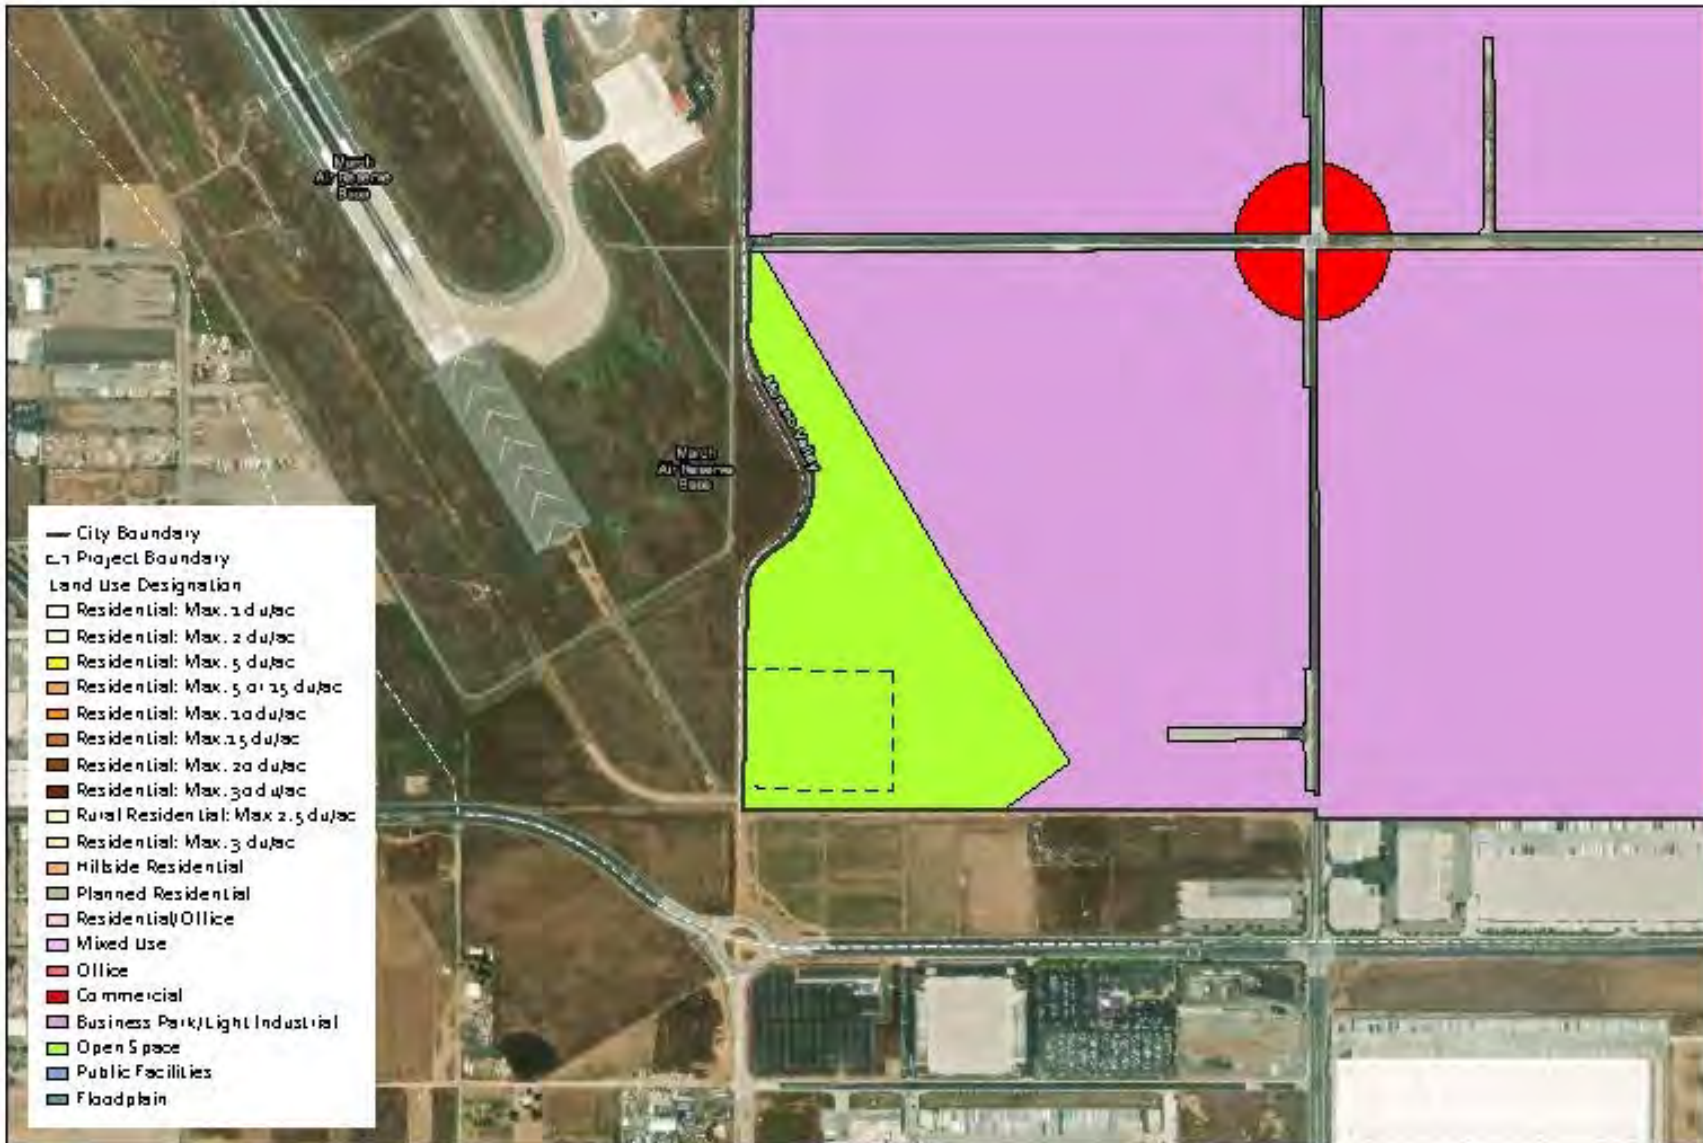 March
Air Reserve
Base
March
Air Reserve
Base
Moreno Valley
City Boundary
Project Boundary
Land Use Designation
Residential: Max. 1 du/ac
Residential: Max. 2 du/ac
Residential: Max. 5 du/ac
Residential: Max. 5 or 15 du/ac
Residential: Max. 10 du/ac
Residential: Max. 15 du/ac
Residential: Max. 20 du/ac
Residential: Max. 30 du/ac
Rural Residential: Max 2.5 du/ac
Residential: Max. 3 du/ac
Hillside Residential
Planned Residential
Residential/Office
Mixed Use
Office
Commercial
Business Park/Light Industrial
Open Space
Public Facilities
Floodplain